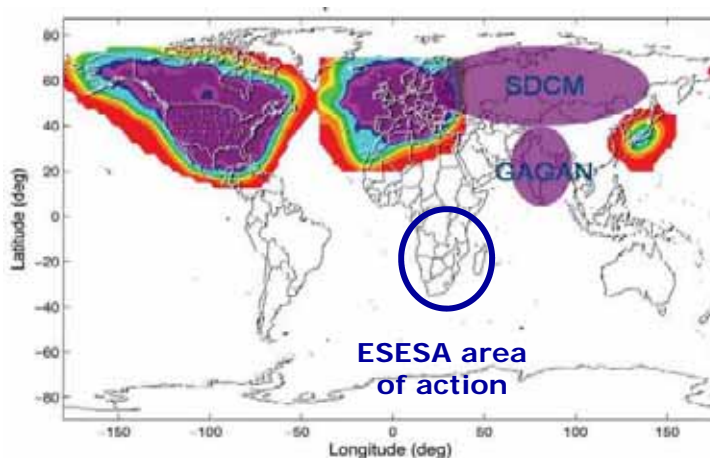 80
60
40
20
0
-20
-40
-60
-80
Latitude (deg)
SDCM
GAGAN
ESESA area
of action
-150 -100 -50 0 50 100 150
Longitude (deg)